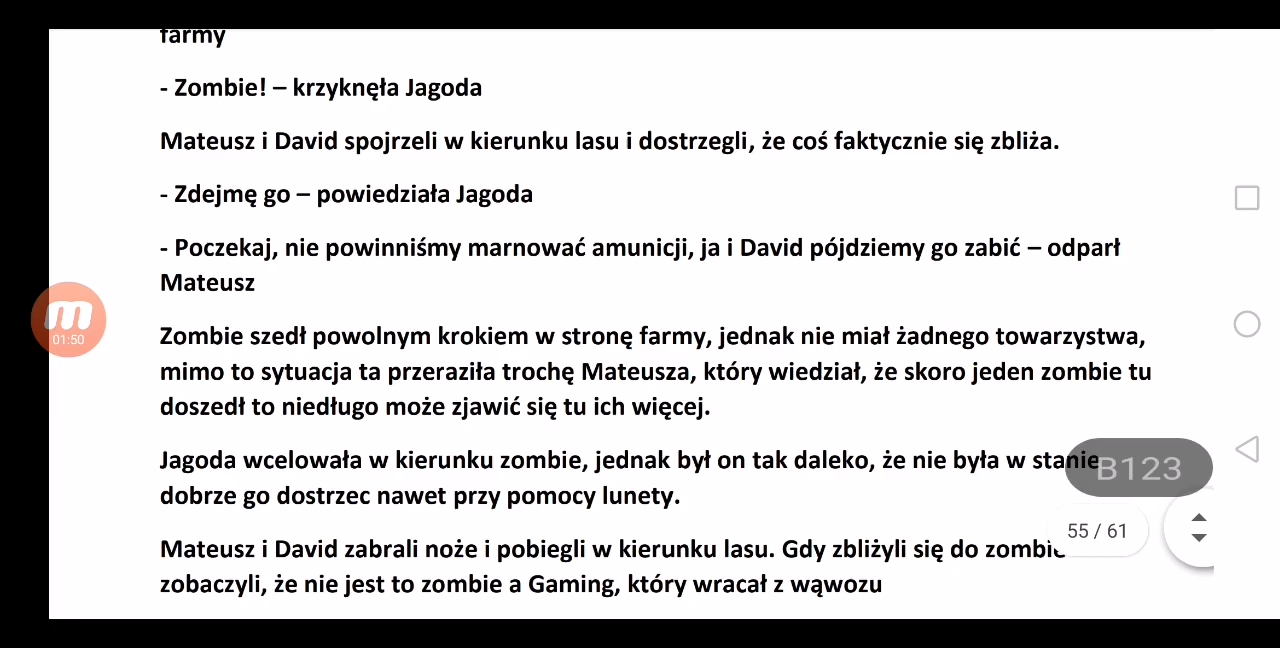 farmy
- Zombie! – krzyknęła Jagoda
Mateusz i David spojrzeli w kierunku lasu i dostrzegli, że coś faktycznie się zbliża.
- Zdejmę go – powiedziała Jagoda
- Poczekaj, nie powinniśmy marnować amunicji, ja i David pójdziemy go zabić – odparł
Mateusz
01:50
Zombie szedł powolnym krokiem w stronę farmy, jednak nie miał żadnego towarzystwa,
mimo to sytuacja ta przeraziła trochę Mateusza, który wiedział, że skoro jeden zombie tu
doszedł to niedługo może zjawić się tu ich więcej.
Jagoda wcelowała w kierunku zombie, jednak był on tak daleko, że nie była w stanie
B123
dobrze go dostrzec nawet przy pomocy lunety.
55 / 61
Mateusz i David zabrali noże i pobiegli w kierunku lasu. Gdy zbliżyli się do zombie
zobaczyli, że nie jest to zombie a Gaming, który wracał z wąwozu